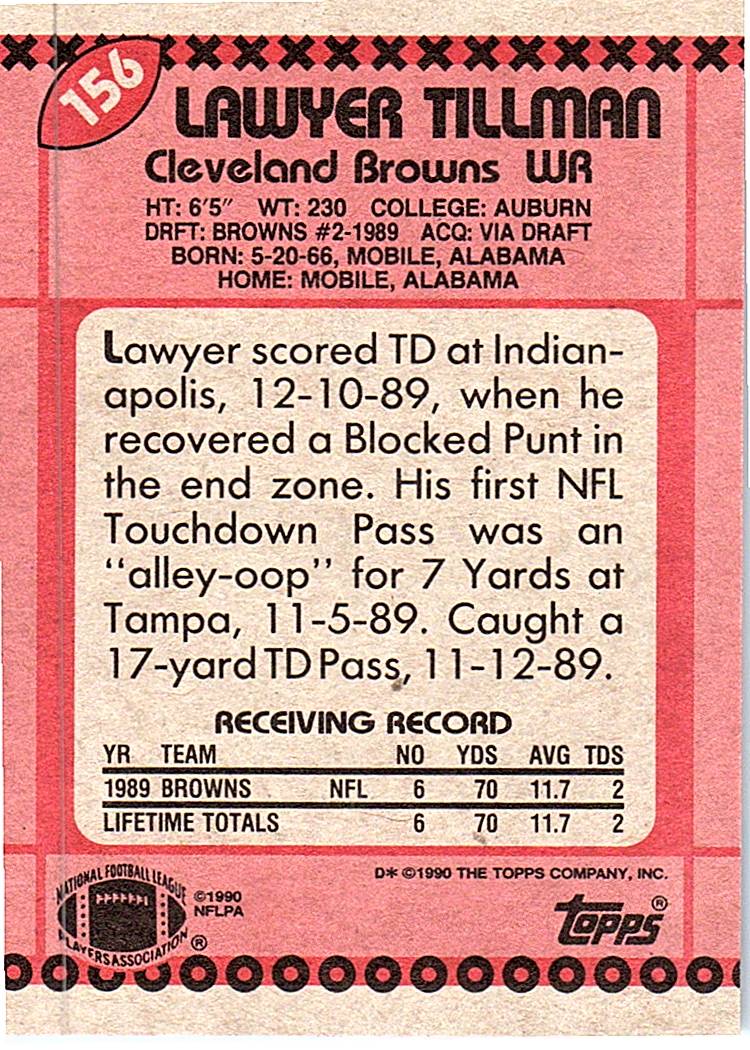 156
LAWYER TILLMAN
Cleveland Browns WR
HT: 6'5" WT: 230 COLLEGE: AUBURN
DRFT: BROWNS #2-1989 ACQ: VIA DRAFT
BORN: 5-20-66, MOBILE, ALABAMA
HOME: MOBILE, ALABAMA
Lawyer scored TD at Indian-
apolis, 12-10-89, when he
recovered a Blocked Punt in
the end zone. His first NFL
Touchdown Pass was an
"alley-oop" for 7 Yards at
Tampa, 11-5-89. Caught a
17-yard TD Pass, 11-12-89.
RECEIVING RECORD
YR TEAM NO YDS AVG TDS
1989 BROWNS NFL 6 70 11.7 2
LIFETIME TOTALS 6 70 11.7 2
D* ©1990 THE TOPPS COMPANY, INC.
NATIONAL FOOTBALL LEAGUE
PLAYERS ASSOCIATION ®
©1990
NFLPA
Topps ®